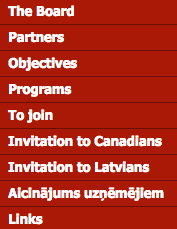 The Board
Partners
Objectives
Programs
To join
Invitation to Canadians
Invitation to Latvians
Aicinājums uzņēmējiem
Links